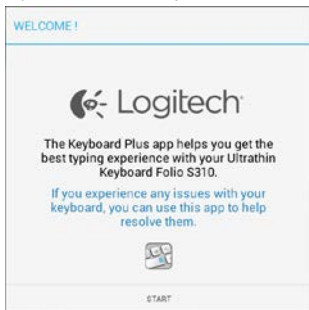 WELCOME !
Logitech
The Keyboard Plus app helps you get the
best typing experience with your Ultrathin
Keyboard Folio S310.
If you experience any issues with your
keyboard, you can use this app to help
resolve them.
START